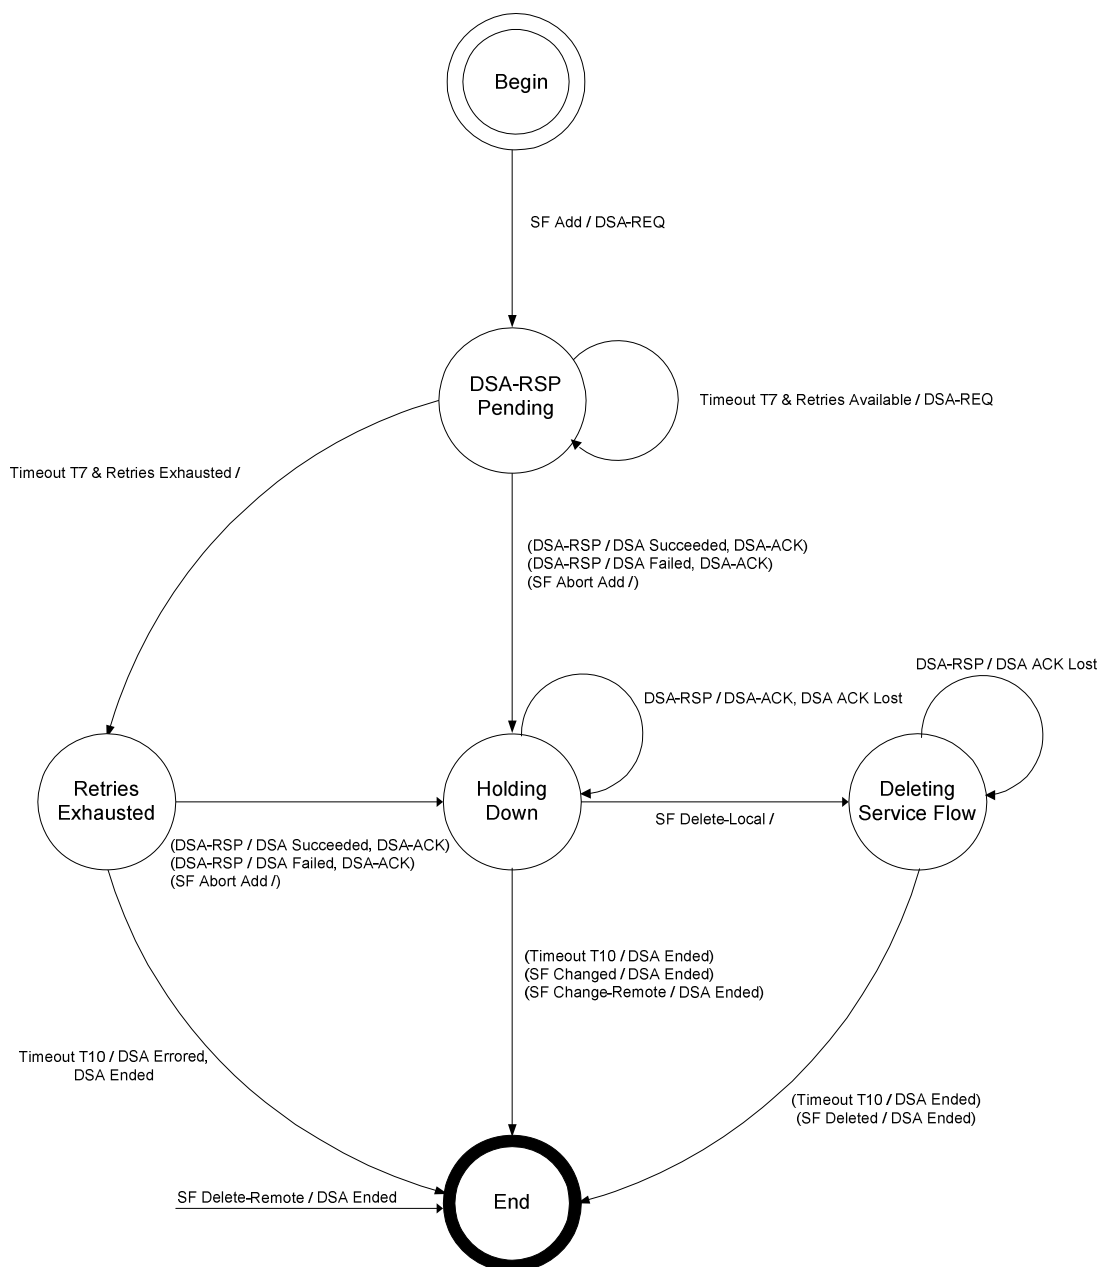 Begin
SF Add / DSA-REQ
DSA-RSP
Pending
Timeout T7 & Retries Available / DSA-REQ
Timeout T7 & Retries Exhausted /
(DSA-RSP / DSA Succeeded, DSA-ACK)
(DSA-RSP / DSA Failed, DSA-ACK)
(SF Abort Add /)
DSA-RSP / DSA ACK Lost
DSA-RSP / DSA-ACK, DSA ACK Lost
Retries
Exhausted
Holding
Down
Deleting
Service Flow
SF Delete-Local /
(DSA-RSP / DSA Succeeded, DSA-ACK)
(DSA-RSP / DSA Failed, DSA-ACK)
(SF Abort Add /)
(Timeout T10 / DSA Ended)
(SF Changed / DSA Ended)
(SF Change-Remote / DSA Ended)
Timeout T10 / DSA Errored,
DSA Ended
(Timeout T10 / DSA Ended)
(SF Deleted / DSA Ended)
SF Delete-Remote / DSA Ended
End